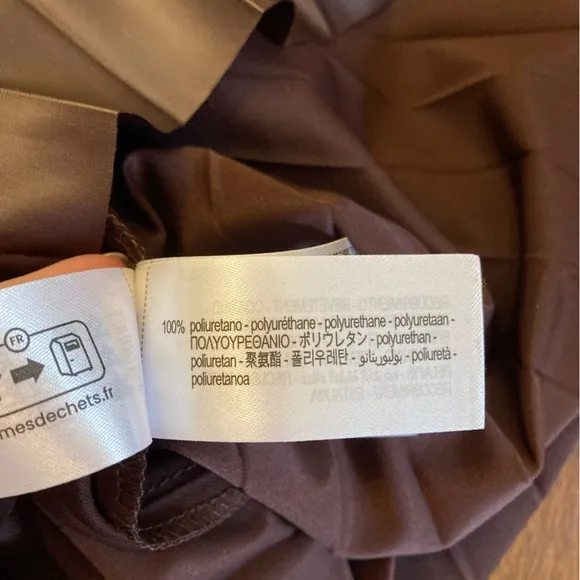 100% poliuretano - polyuréthane - polyurethane - polyuretaan -
ΠΟΛΥΟΥΡΕΘΑΝΙΟ - ポリウレタン - polyurethan -
poliuretan - 聚氨酯 - 폴리우레탄 - بوليوريتانو - poliuretà -
poliuretanoa
FR
mesdechets.fr